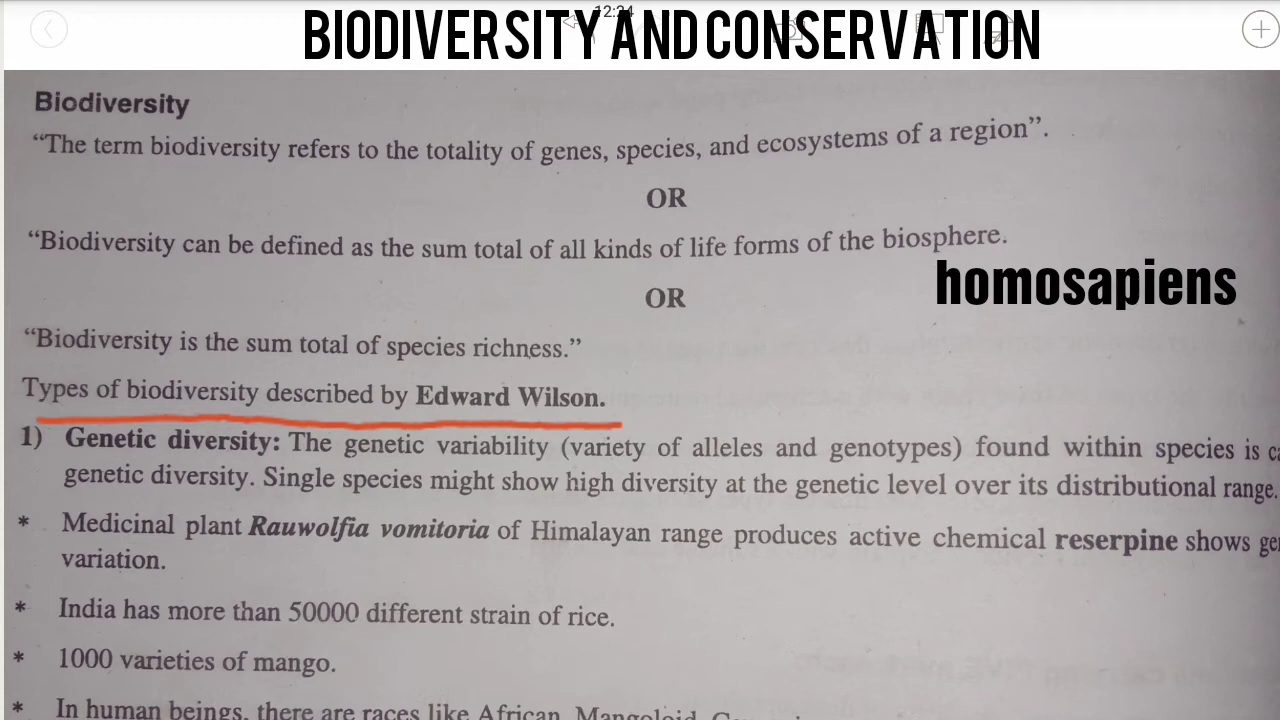 12:24
BIODIVERSITY AND CONSERVATION
Biodiversity
“The term biodiversity refers to the totality of genes, species, and ecosystems of a region”.
OR
“Biodiversity can be defined as the sum total of all kinds of life forms of the biosphere.
homosapiens
OR
“Biodiversity is the sum total of species richness.”
Types of biodiversity described by Edward Wilson.
1) Genetic diversity: The genetic variability (variety of alleles and genotypes) found within species is
genetic diversity. Single species might show high diversity at the genetic level over its distributional range.
* Medicinal plant Rauwolfia vomitoria of Himalayan range produces active chemical reserpine shows
variation.
* India has more than 50000 different strain of rice.
* 1000 varieties of mango.
* In human beings, there are races like African, Mangoloid,